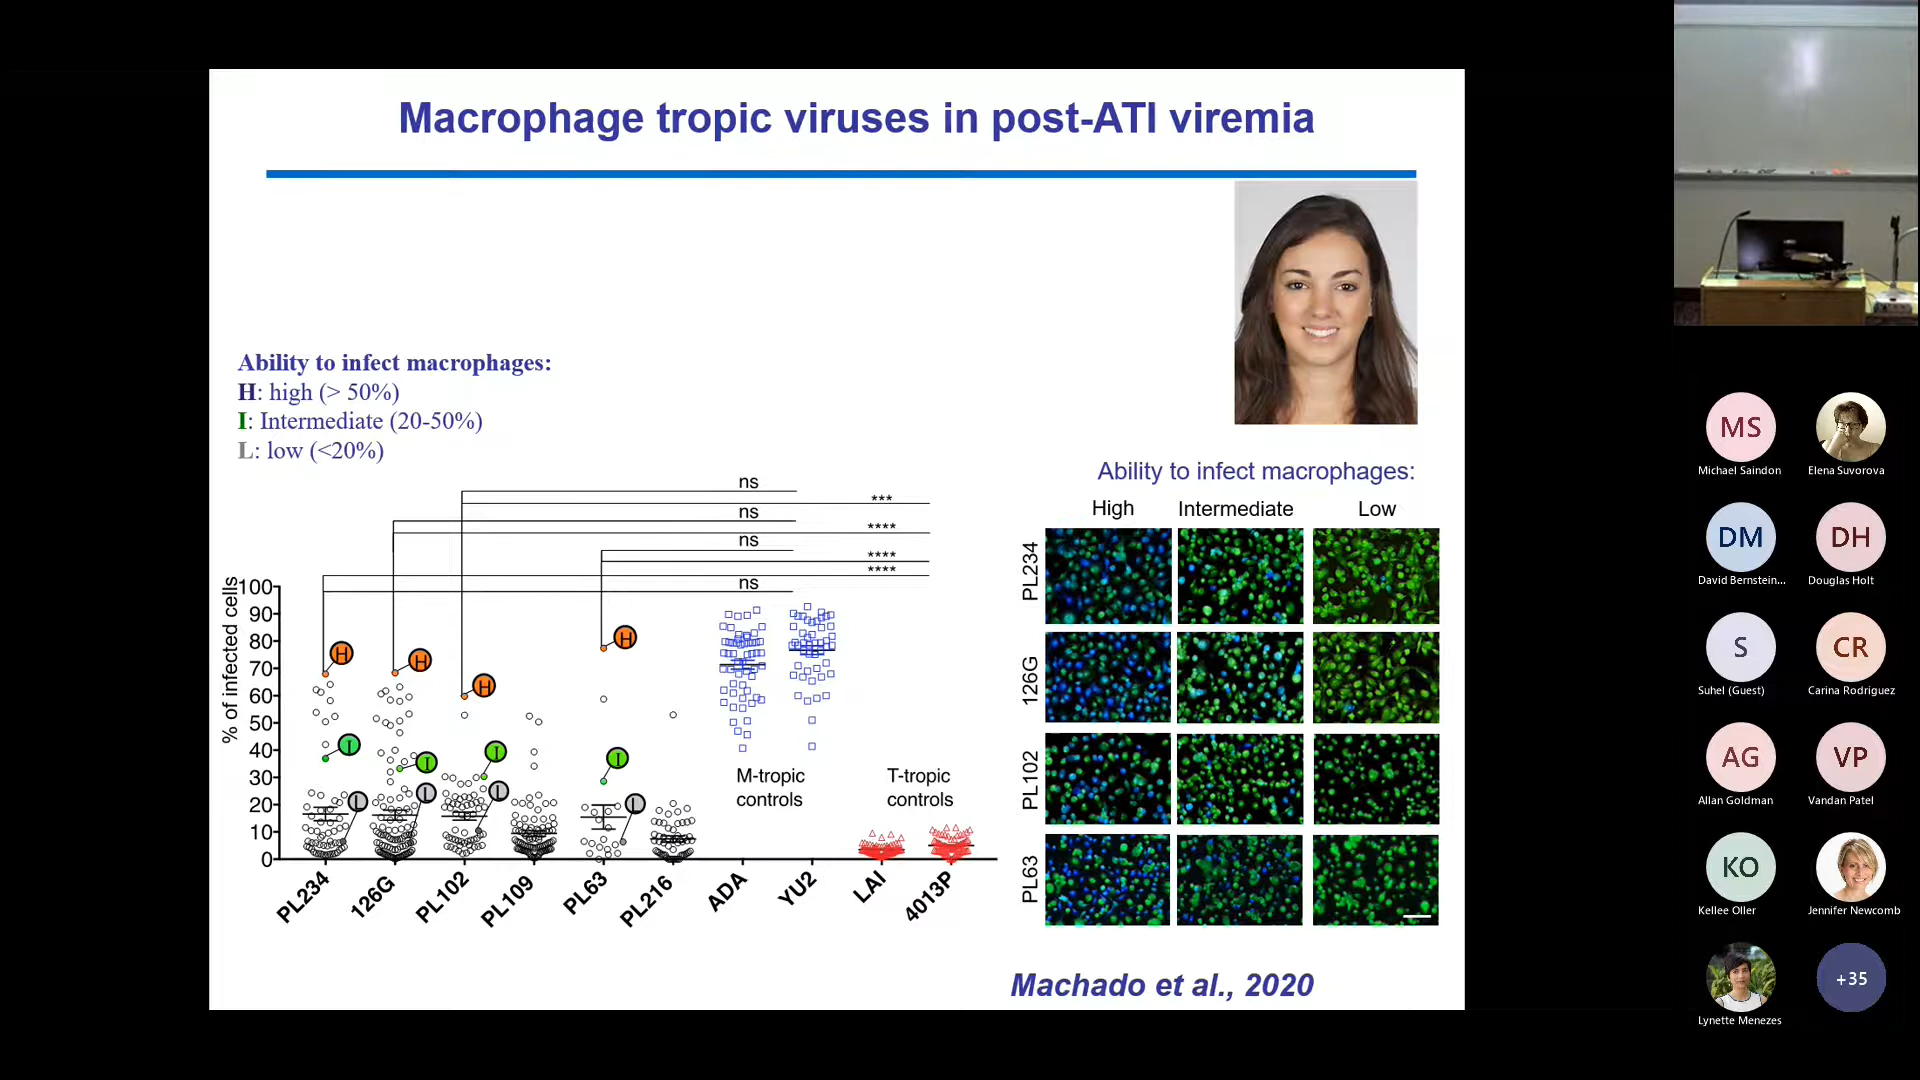 Macrophage tropic viruses in post-ATI viremia
Ability to infect macrophages:
H: high (> 50%)
I: Intermediate (20-50%)
L: low (<20%)
ns
***
ns
****
ns
****
****
ns
% of infected cells
100
90
80
70
60
50
40
30
20
10
0
H
H
H
H
I
I
I
I
L
L
L
L
M-tropic
controls
T-tropic
controls
PL234
126G
PL102
PL109
PL63
PL216
ADA
YU2
LAI
4013P
Ability to infect macrophages:
High
Intermediate
Low
PL234
126G
PL102
PL63
Machado et al., 2020
MS
Michael Saindon
Elena Suvorova
DM
David Bernstein...
DH
Douglas Holt
S
Suhel (Guest)
CR
Carina Rodriguez
AG
Allan Goldman
VP
Vandan Patel
KO
Kellee Oller
Jennifer Newcomb
Lynette Menezes
+35